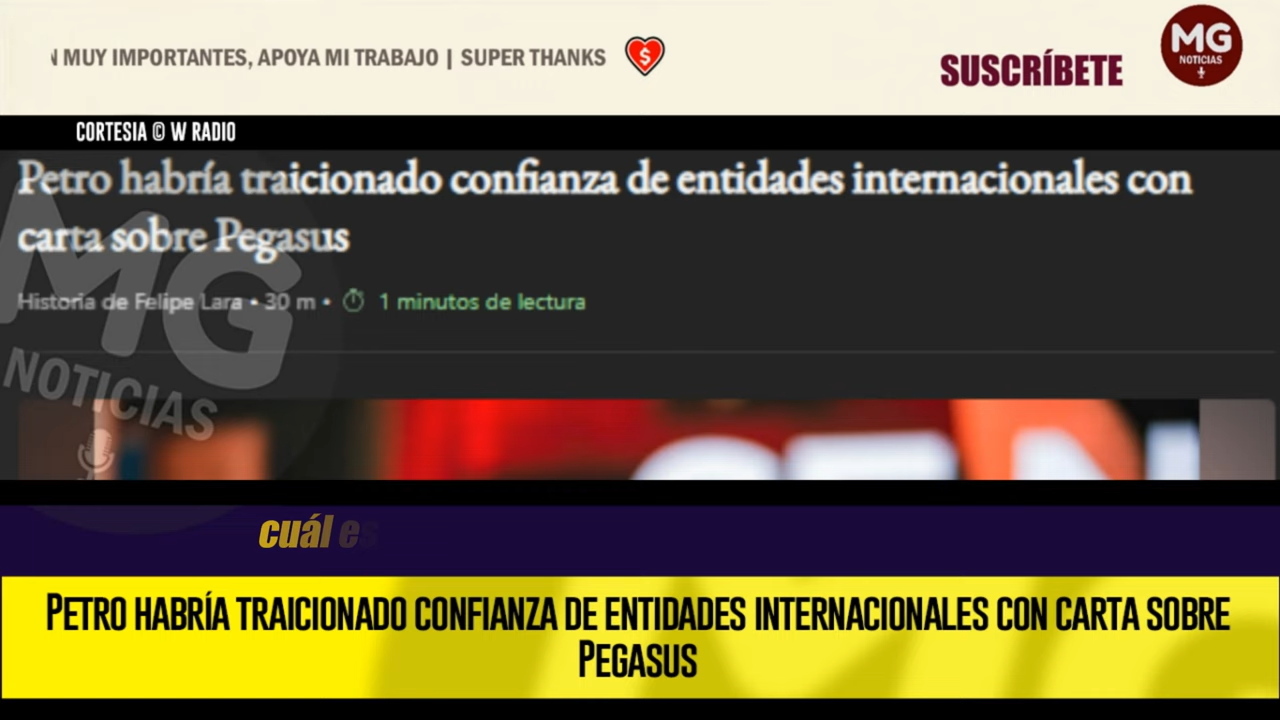 MUY IMPORTANTES, APOYA MI TRABAJO | SUPER THANKS
$
SUSCRÍBETE
MG
NOTICIAS
CORTESIA © W RADIO
Petro habría traicionado confianza de entidades internacionales con
carta sobre Pegasus
Historia de Felipe Lara • 30 m •
1 minutos de lectura
MG
NOTICIAS
cuál es
PETRO HABRÍA TRAICIONADO CONFIANZA DE ENTIDADES INTERNACIONALES CON CARTA SOBRE
PEGASUS